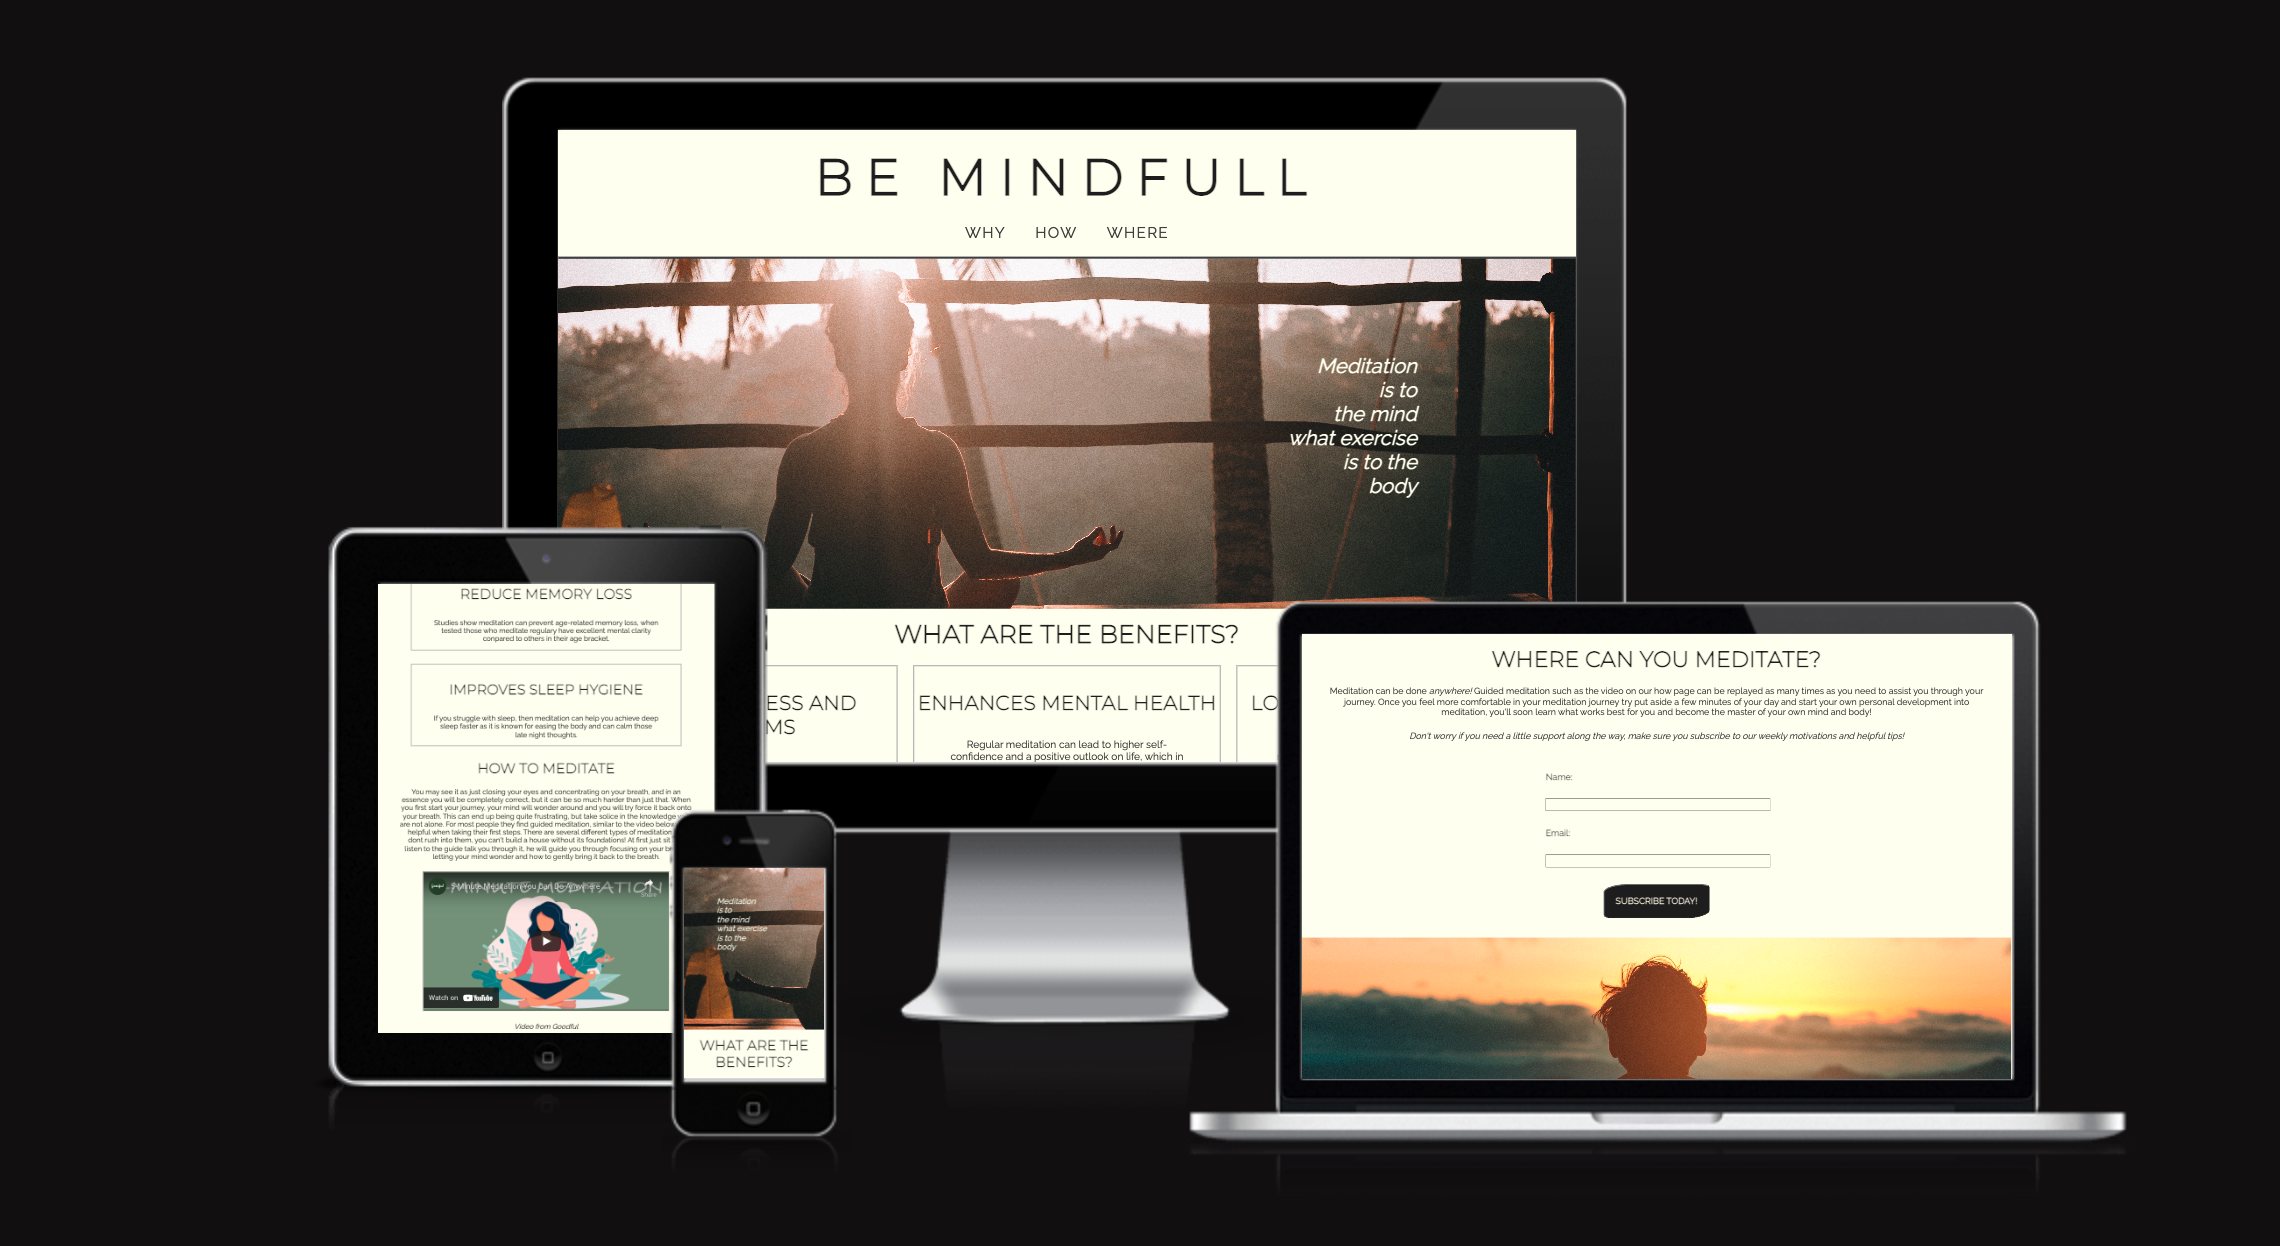 BE MINDFULL
WHY HOW WHERE
Meditation
is to
the mind
what exercise
is to the
body
WHAT ARE THE BENEFITS?
ESS AND
MS
ENHANCES MENTAL HEALTH
Regular meditation can lead to higher self-
confidence and a positive outlook on life, which in
LO
REDUCE MEMORY LOSS
Studies show meditation can prevent age-related memory loss, when
tested those who meditate regulary have excellent mental clarity
conpared to others in their age bracket.
IMPROVES SLEEP HYGIENE
If you struggle with sleep, then meditation can help you achieve deep
sleep faster as it is known for easing the body and can calm those
late night thoughts.
HOW TO MEDITATE
You may see it as just closing your eyes and concentrating on your breath, and in an
essence you will be completely correct, but it can be so much harder than just that. When
you first start your journey, your mind will wonder around and you will try force it back onto
your breath. This can end up being quite frustrating, but take solice in the knowledge
are not alone. For most people they find guided meditation, similar to the video below
helpful when taking their first steps. There are several different types of meditation
dont rush into them, you can't build a house without its foundations! At first just sit
listen to the guide talk you through it, he will guide you through focusing on your br
letting your mind wonder and how to gently bring it back to the breath.
5 Minute Meditation You Can Do Anywhere
MINUTE MEDITATION
Share
Watch on YouTube
Video from Goodful
Meditation
is to
the mind
what exercise
is to the
body
WHAT ARE THE
BENEFITS?
WHERE CAN YOU MEDITATE?
Meditation can be done anywhere! Guided meditation such as the video on our how page can be replayed as many times as you need to assist you through your
journey. Once you feel more comfortable in your meditation journey try put aside a few minutes of your day and start your own personal development into
meditation, you'll soon learn what works best for you and become the master of your own mind and body!
Don't worry if you need a little support along the way, make sure you subscribe to our weekly motivations and helpful tips!
Name:
Email:
SUBSCRIBE TODAY!